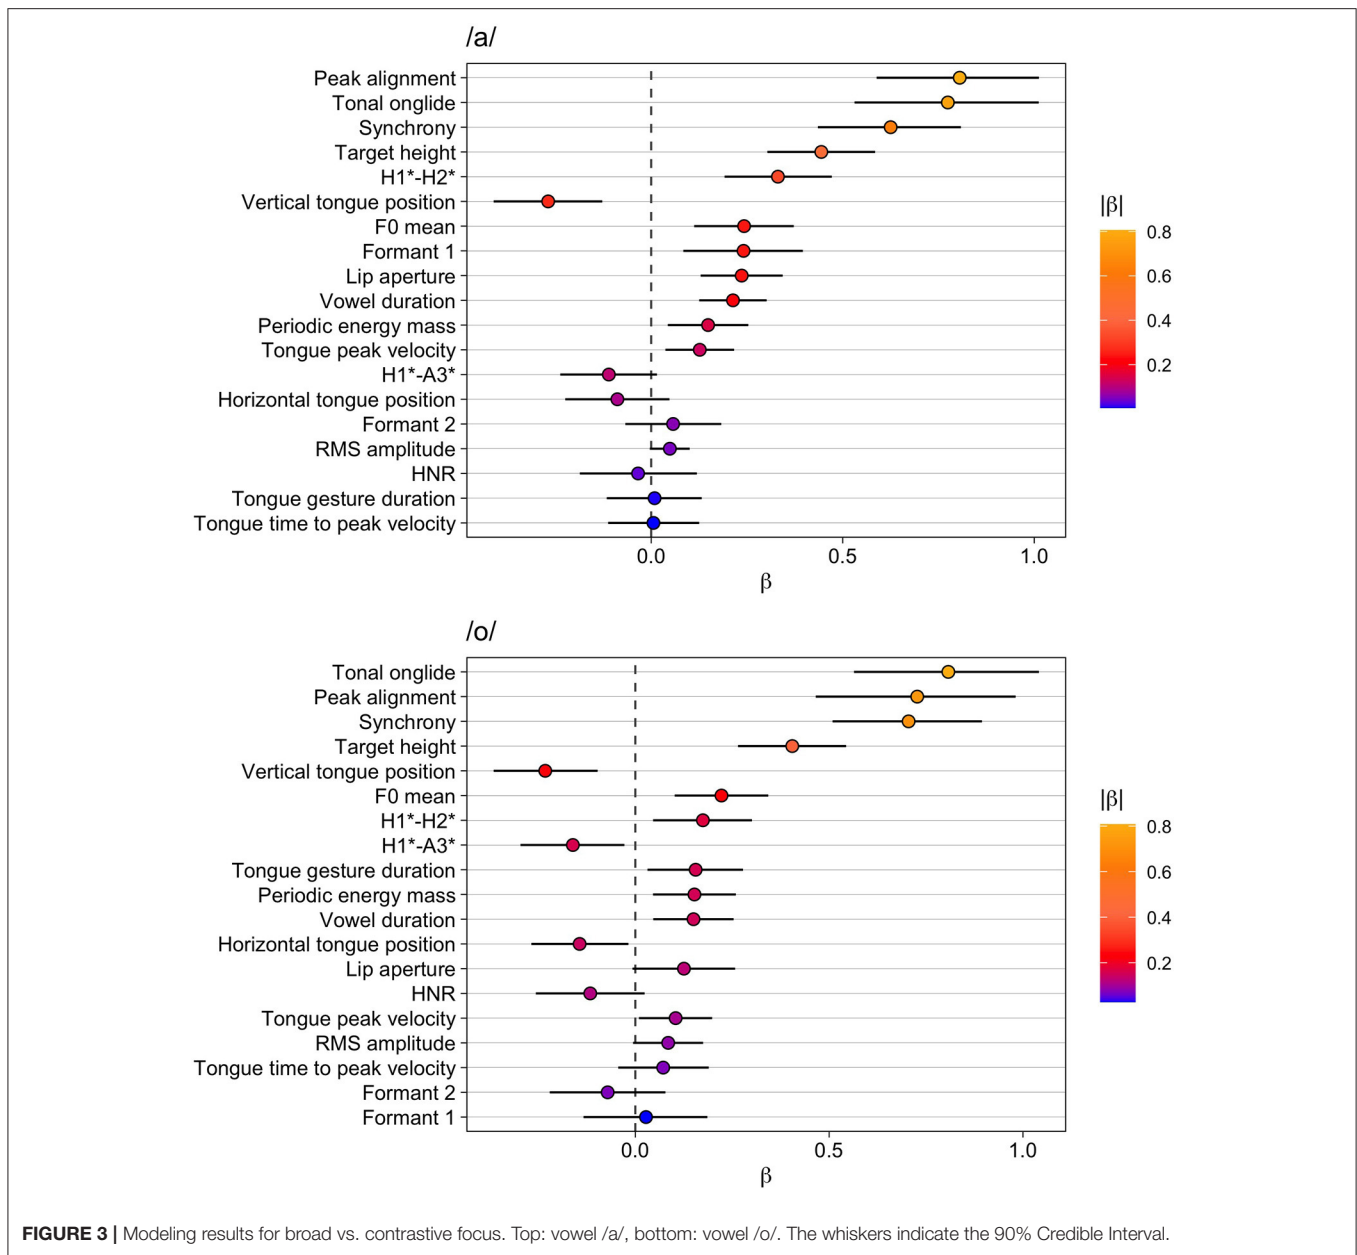 /a/
Peak alignment
Tonal onglide
Synchrony
Target height
H1*-H2*
Vertical tongue position
F0 mean
Formant 1
Lip aperture
Vowel duration
Periodic energy mass
Tongue peak velocity
H1*-A3*
Horizontal tongue position
Formant 2
RMS amplitude
HNR
Tongue gesture duration
Tongue time to peak velocity
0.0 0.5 1.0
β
|β|
0.8
0.6
0.4
0.2
/o/
Tonal onglide
Peak alignment
Synchrony
Target height
Vertical tongue position
F0 mean
H1*-H2*
H1*-A3*
Tongue gesture duration
Periodic energy mass
Vowel duration
Horizontal tongue position
Lip aperture
HNR
Tongue peak velocity
RMS amplitude
Tongue time to peak velocity
Formant 2
Formant 1
0.0 0.5 1.0
β
|β|
0.8
0.6
0.4
0.2
FIGURE 3 | Modeling results for broad vs. contrastive focus. Top: vowel /a/, bottom: vowel /o/. The whiskers indicate the 90% Credible Interval.